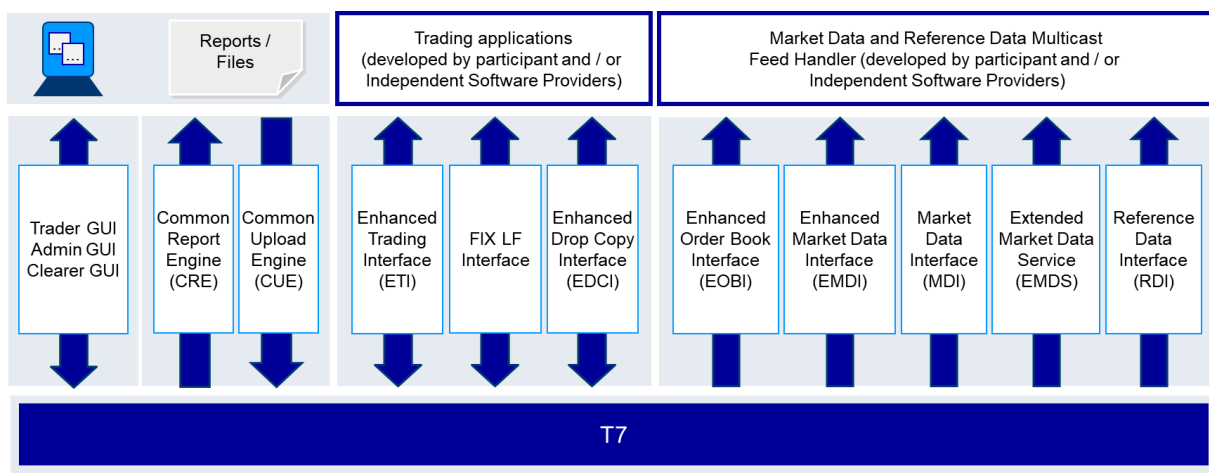 Reports /
Files
Trading applications
(developed by participant and / or
Independent Software Providers)
Market Data and Reference Data Multicast
Feed Handler (developed by participant and / or
Independent Software Providers)
Trader GUI
Admin GUI
Clearer GUI
Common
Report
Engine
(CRE)
Common
Upload
Engine
(CUE)
Enhanced
Trading
Interface
(ETI)
FIX LF
Interface
Enhanced
Drop Copy
Interface
(EDCI)
Enhanced
Order Book
Interface
(EOBI)
Enhanced
Market Data
Interface
(EMDI)
Market
Data
Interface
(MDI)
Extended
Market Data
Service
(EMDS)
Reference
Data
Interface
(RDI)
T7